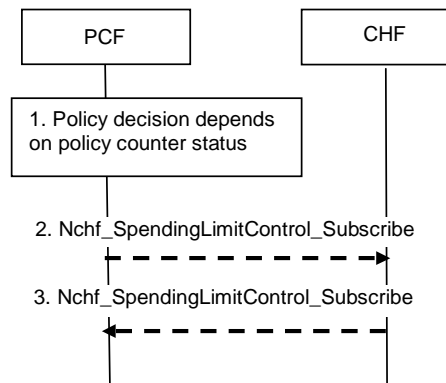 PCF
CHF
1. Policy decision depends
on policy counter status
2. Nchf_SpendingLimitControl_Subscribe
3. Nchf_SpendingLimitControl_Subscribe